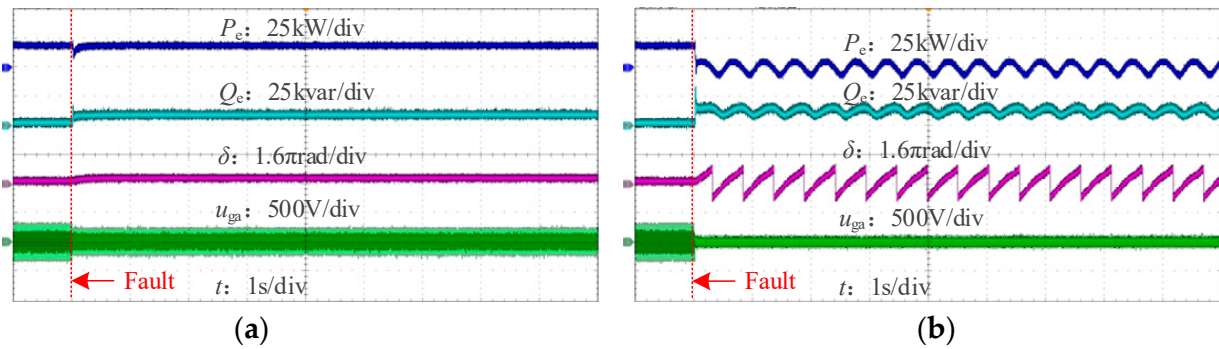 Pe：25kW/div
Qe：25kvar/div
δ：1.6πrad/div
uga：500V/div
Fault
t：1s/div
(a)
Pe：25kW/div
Qe：25kvar/div
δ：1.6πrad/div
uga：500V/div
Fault
t：1s/div
(b)